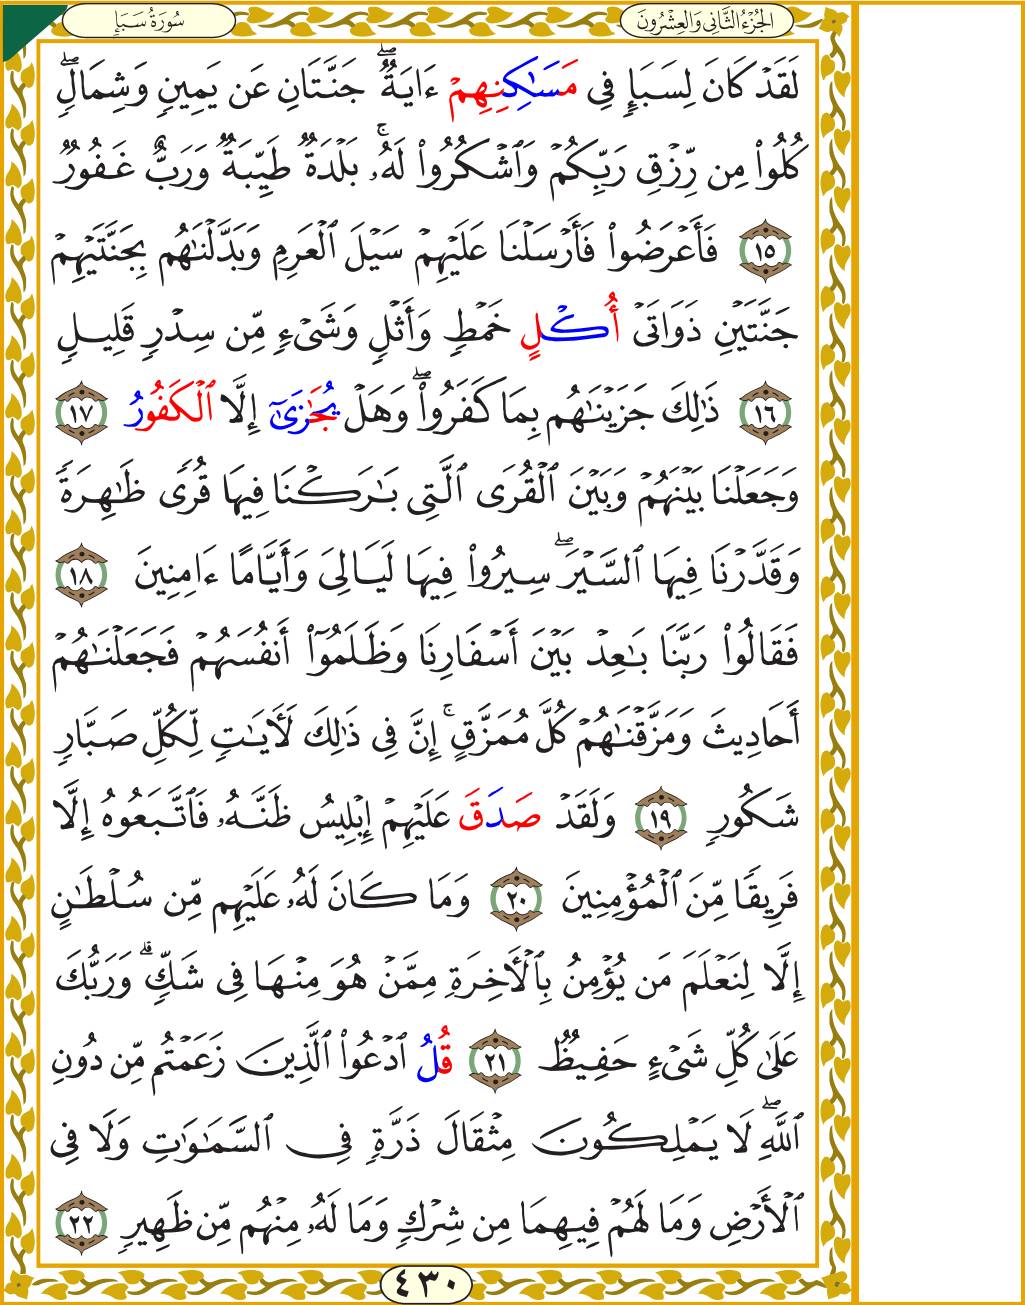 الجُزْءُ الثَّانِي وَالعِشْرُونَ
سُورَةُ سَبَإٍ
لَقَدْ كَانَ لِسَبَإٍ فِي مَسَٰكِنِهِمْ ءَايَةٌۖ جَنَّتَانِ عَن يَمِينٍ وَشِمَالٍۖ
كُلُوا۟ مِن رِّزْقِ رَبِّكُمْ وَٱشْكُرُوا۟ لَهُۥۚ بَلْدَةٌ طَيِّبَةٌ وَرَبٌّ غَفُورٌ
١٥ فَأَعْرَضُوا۟ فَأَرْسَلْنَا عَلَيْهِمْ سَيْلَ ٱلْعَرِمِ وَبَدَّلْنَٰهُم بِجَنَّتَيْهِمْ
جَنَّتَيْنِ ذَوَاتَىْ أُكْلٍ خَمْطٍ وَأَثْلٍ وَشَىْءٍ مِّن سِدْرٍ قَلِيلٍ
١٦ ذَٰلِكَ جَزَيْنَٰهُم بِمَا كَفَرُوا۟ۖ وَهَلْ يُجَٰزَىٰٓ إِلَّا ٱلْكَفُورُ ١٧
وَجَعَلْنَا بَيْنَهُمْ وَبَيْنَ ٱلْقُرَى ٱلَّتِى بَٰرَكْنَا فِيهَا قُرًى ظَٰهِرَةً
وَقَدَّرْنَا فِيهَا ٱلسَّيْرَۖ سِيرُوا۟ فِيهَا لَيَالِىَ وَأَيَّامًا ءَامِنِينَ ١٨
فَقَالُوا۟ رَبَّنَا بَٰعِدْ بَيْنَ أَسْفَارِنَا وَظَلَمُوٓا۟ أَنفُسَهُمْ فَجَعَلْنَٰهُمْ
أَحَادِيثَ وَمَزَّقْنَٰهُمْ كُلَّ مُمَزَّقٍۚ إِنَّ فِى ذَٰلِكَ لَءَايَٰتٍ لِّكُلِّ صَبَّارٍ
شَكُورٍ ١٩ وَلَقَدْ صَدَقَ عَلَيْهِمْ إِبْلِيسُ ظَنَّهُۥ فَٱتَّبَعُوهُ إِلَّا
فَرِيقًا مِّنَ ٱلْمُؤْمِنِينَ ٢٠ وَمَا كَانَ لَهُۥ عَلَيْهِم مِّن سُلْطَٰنٍ
إِلَّا لِنَعْلَمَ مَن يُؤْمِنُ بِٱلْءَاخِرَةِ مِمَّنْ هُوَ مِنْهَا فِى شَكٍّۗ وَرَبُّكَ
عَلَىٰ كُلِّ شَىْءٍ حَفِيظٌ ٢١ قُلُ ٱدْعُوا۟ ٱلَّذِينَ زَعَمْتُم مِّن دُونِ
ٱللَّهِۖ لَا يَمْلِكُونَ مِثْقَالَ ذَرَّةٍ فِى ٱلسَّمَٰوَٰتِ وَلَا فِى
ٱلْأَرْضِ وَمَا لَهُمْ فِيهِمَا مِن شِرْكٍ وَمَا لَهُۥ مِنْهُم مِّن ظَهِيرٍ ٢٢
٤٣٠